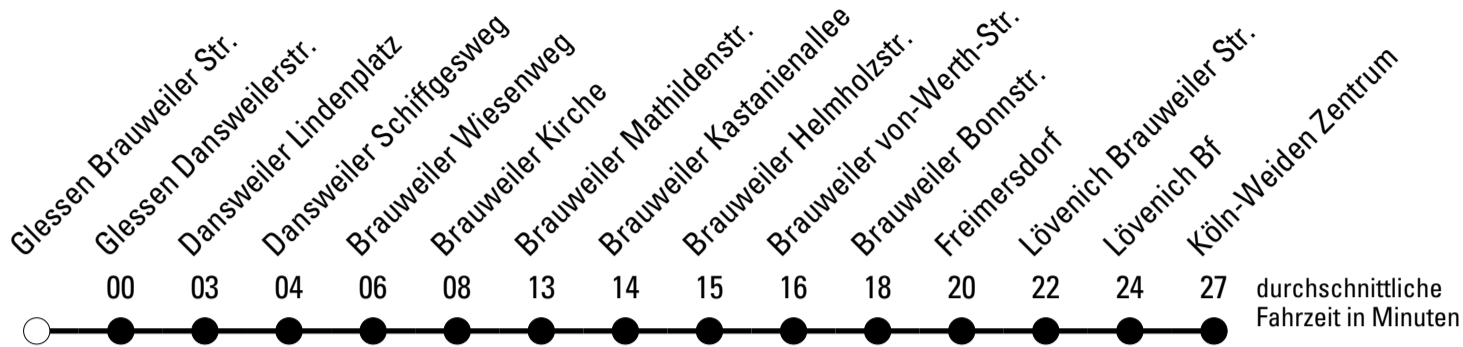 Glessen Brauweiler Str.
Glessen Dansweilerstr.
Dansweiler Lindenplatz
Dansweiler Schiffgesweg
Brauweiler Wiesenweg
Brauweiler Kirche
Brauweiler Mathildenstr.
Brauweiler Kastanienallee
Brauweiler Helmholzstr.
Brauweiler von-Werth-Str.
Brauweiler Bonnstr.
Freimersdorf
Lövenich Brauweiler Str.
Lövenich Bf
Köln-Weiden Zentrum
00 03 04 06 08 13 14 15 16 18 20 22 24 27
durchschnittliche
Fahrzeit in Minuten